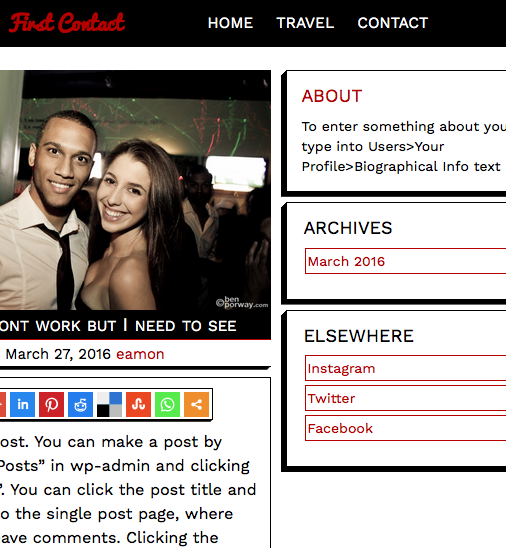 First Contact
HOME TRAVEL CONTACT
©ben
porway.com
ONT WORK BUT I NEED TO SEE
March 27, 2016 eamon
in
ost. You can make a post by
Posts” in wp-admin and clicking
”. You can click the post title and
o the single post page, where
eave comments. Clicking the
ABOUT
To enter something about you
type into Users>Your
Profile>Biographical Info text
ARCHIVES
March 2016
ELSEWHERE
Instagram
Twitter
Facebook